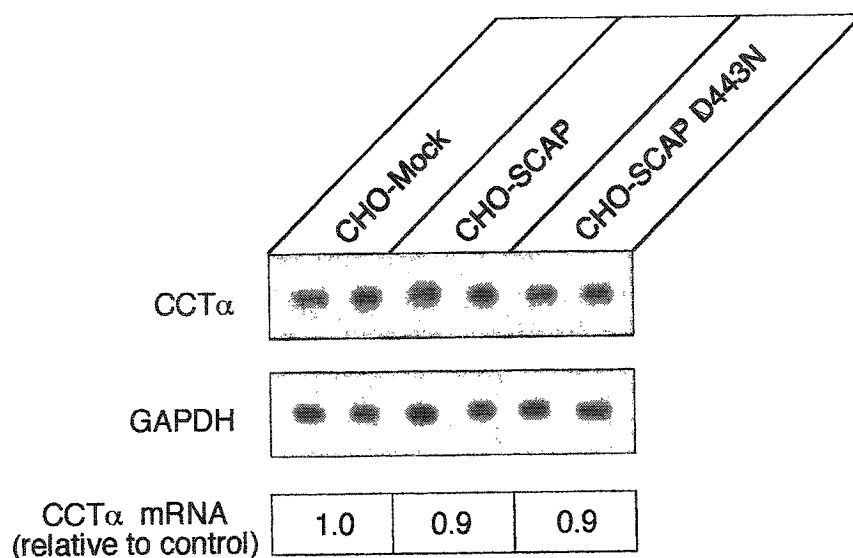 CHO-Mock
CHO-SCAP
CHO-SCAP D443N
CCTα
GAPDH
CCTα mRNA
(relative to control)
1.0
0.9
0.9